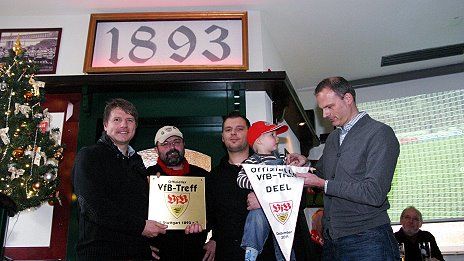 1893
Offizieller
VfB-Treff
VfB
Stuttgart 1893 e.V.
Offizieller
VfB-Treff
DEEL
VfB